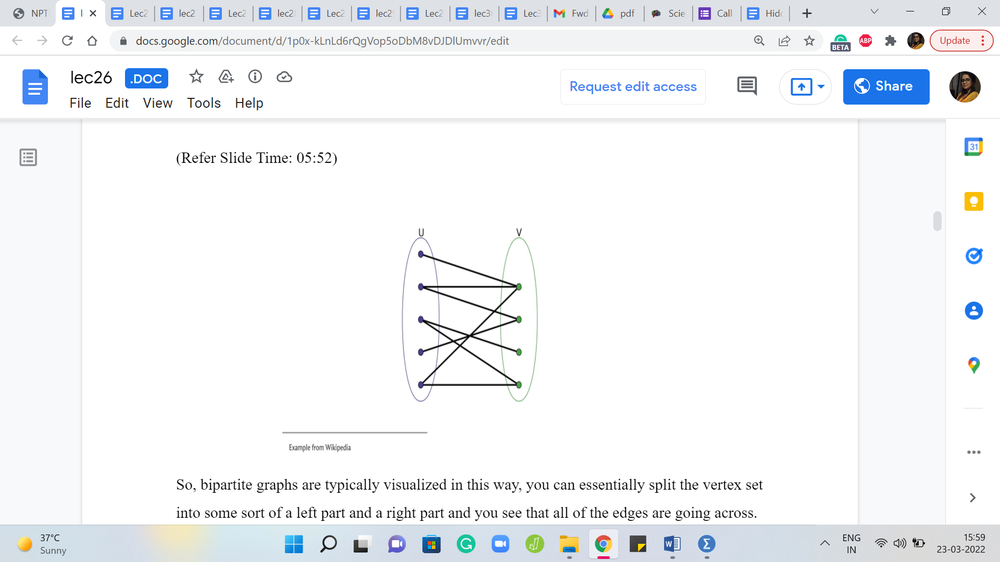 NPT
l
Lec2
lec2
Lec2
lec2
Lec2
lec2
Lec2
lec3
Lec3
Fwd
pdf
Scie
Call
Hidd
docs.google.com/document/d/1p0x-kLnLd6rQgVop5oDbM8vDJDlUmvvr/edit
BETA
ABP
Update
lec26
.DOC
File Edit View Tools Help
Request edit access
Share
31
(Refer Slide Time: 05:52)
U V
Example from Wikipedia
So, bipartite graphs are typically visualized in this way, you can essentially split the vertex set
into some sort of a left part and a right part and you see that all of the edges are going across.
37°C
Sunny
ENG
IN
15:59
23-03-2022